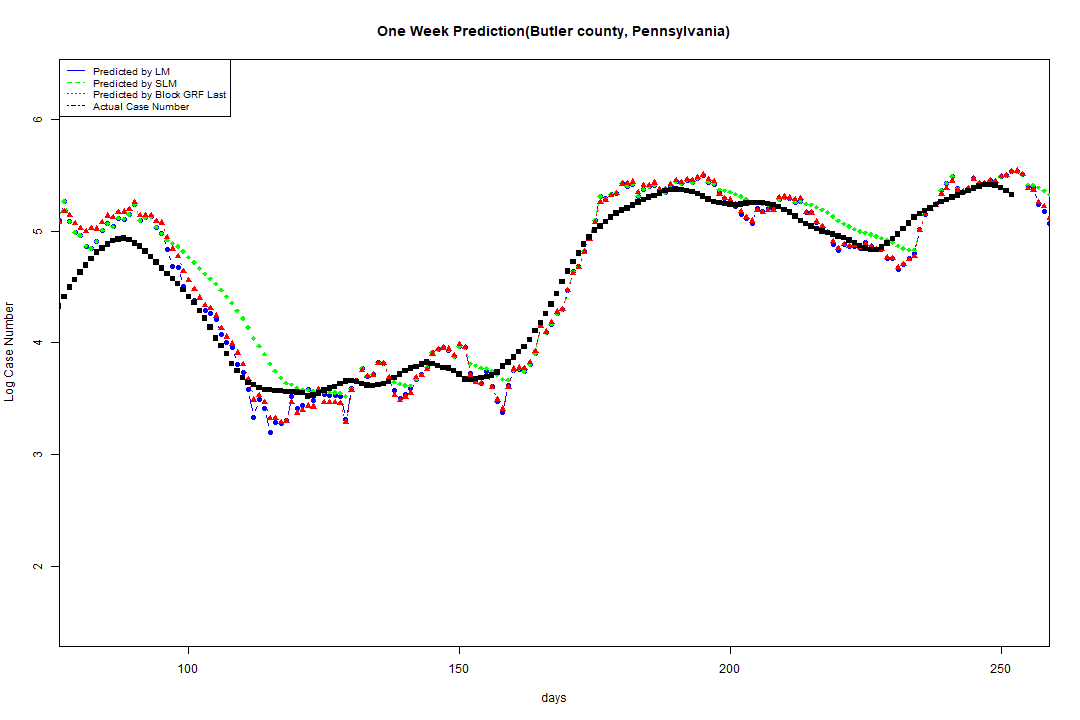 One Week Prediction(Butler county, Pennsylvania)
Predicted by LM
Predicted by SLM
Predicted by Block GRF Last
Actual Case Number
6
5
4
3
2
Log Case Number
100 150 200 250
days